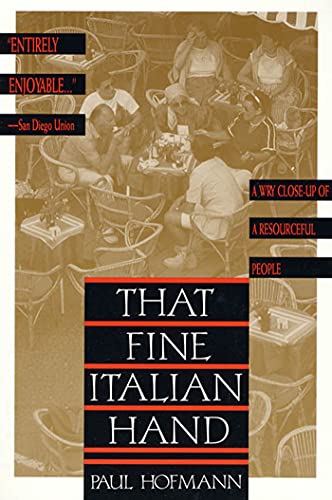 "ENTIRELY
ENJOYABLE..."
—San Diego Union
A WRY CLOSE-UP OF
A RESOURCEFUL
PEOPLE
THAT
FINE
ITALIAN
HAND
PAUL HOFMANN